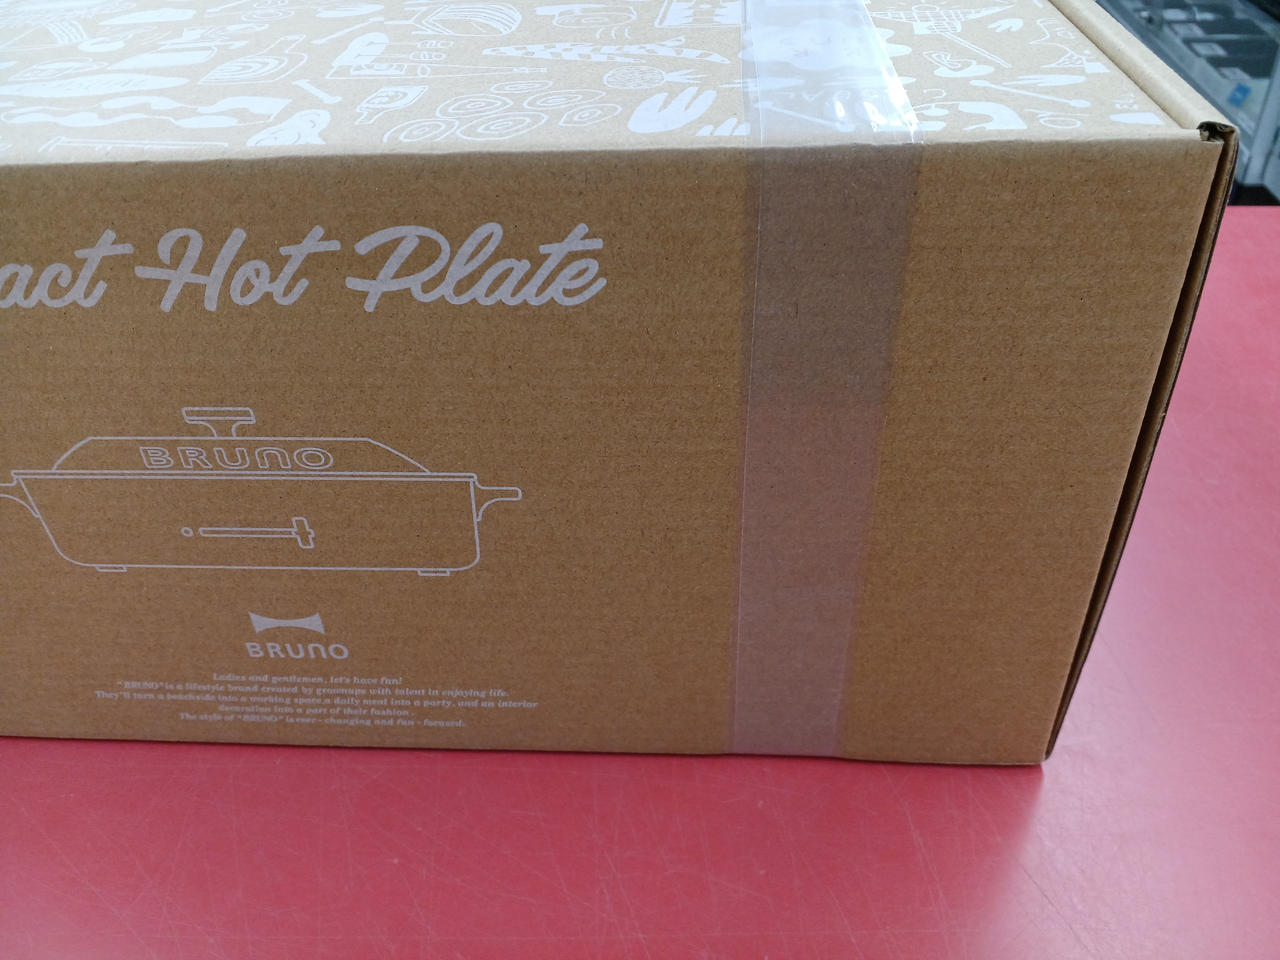 act Hot Plate
BRUNO
BRUNO
Ladies and gentlemen, let's have fun!
"BRUNO" is a lifestyle brand created by grownups with talent in enjoying life.
They'll turn a beachside into a working space, a daily meal into a party, and an interior
decoration into a part of their fashion.
The style of "BRUNO" is ever - changing and fun - focused.